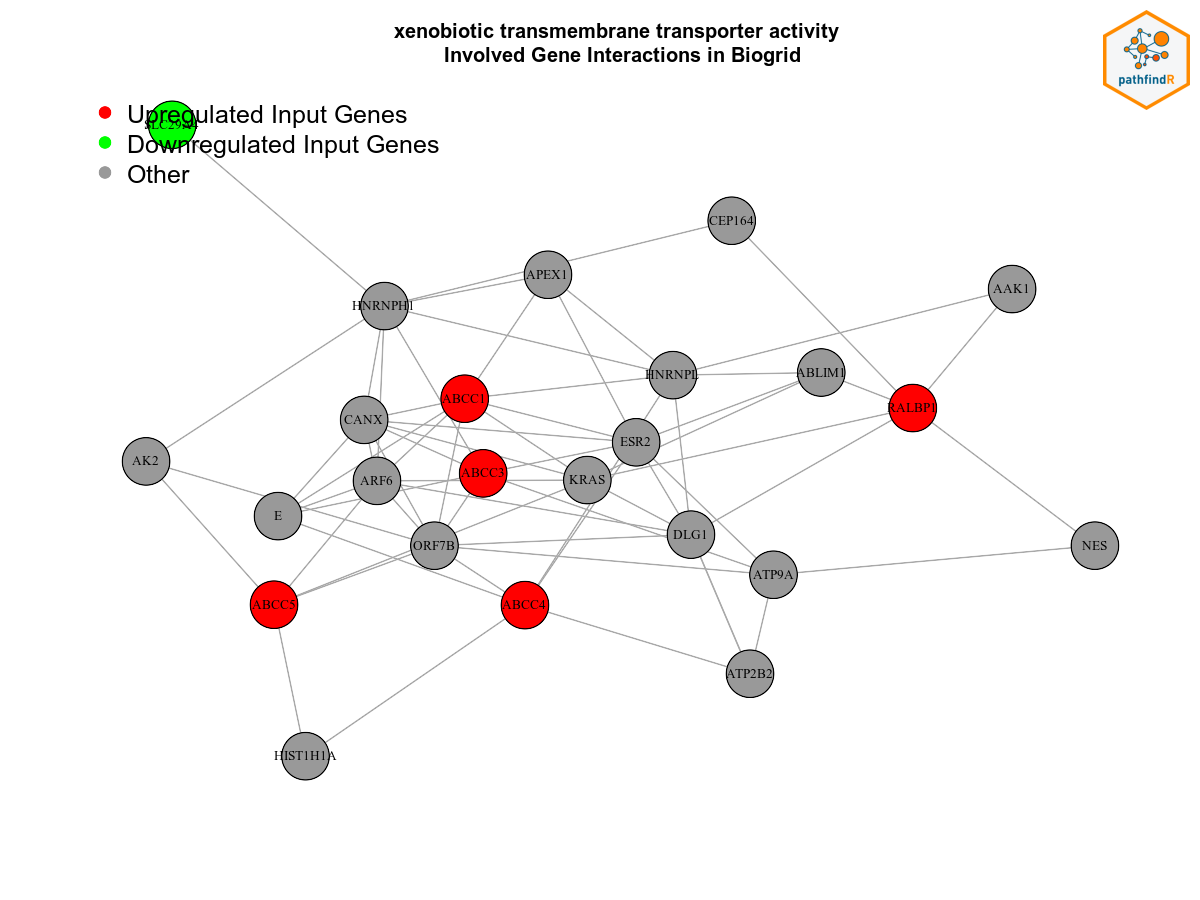 xenobiotic transmembrane transporter activity
Involved Gene Interactions in Biogrid
pathfindR
Upregulated Input Genes
Downregulated Input Genes
Other
CEP164
APEX1
AAK1
HNRNPH1
HNRNPL
ABLIM1
ABCC1
RALBP1
CANX
ESR2
AK2
ABCC3
ARF6
KRAS
E
DLG1
ORF7B
NES
ATP9A
ABCC5
ABCC4
ATP2B2
HIST1H1A